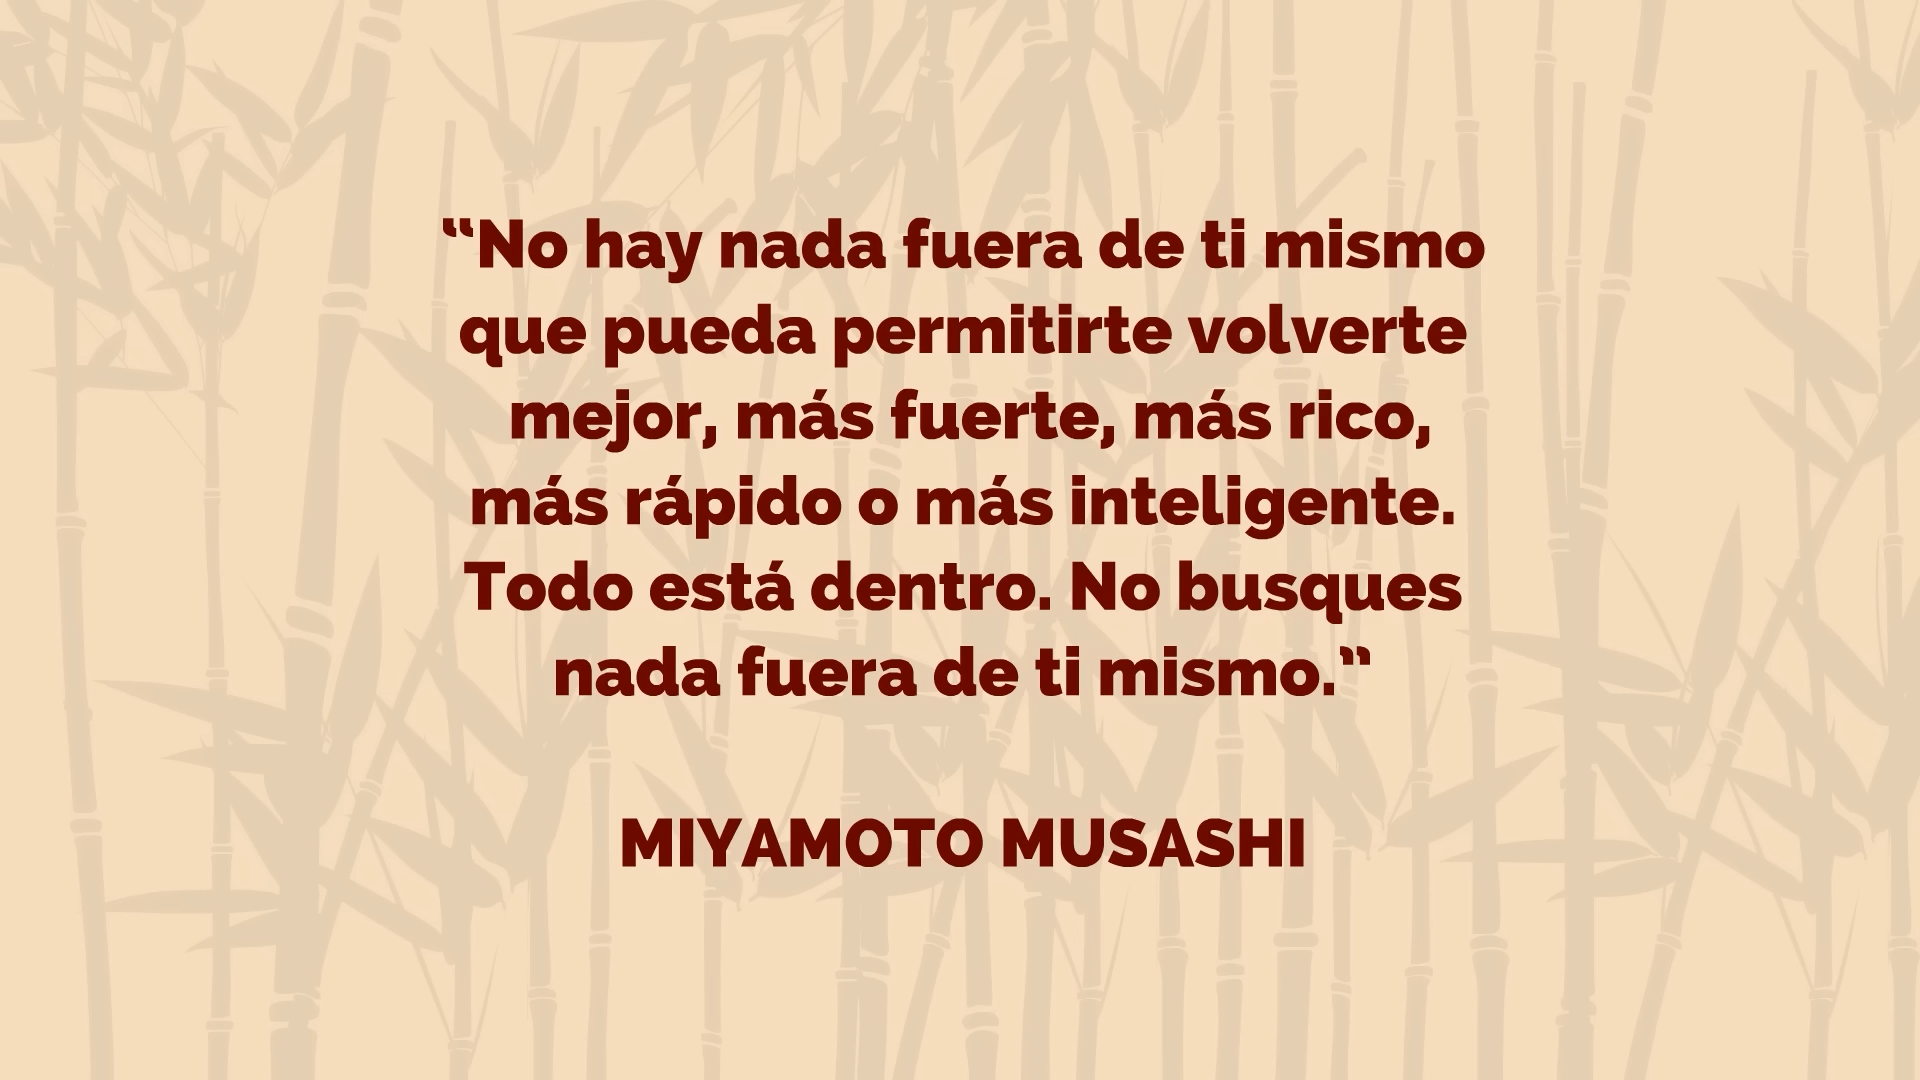 “No hay nada fuera de ti mismo
que pueda permitirte volverte
mejor, más fuerte, más rico,
más rápido o más inteligente.
Todo está dentro. No busques
nada fuera de ti mismo.”
MIYAMOTO MUSASHI